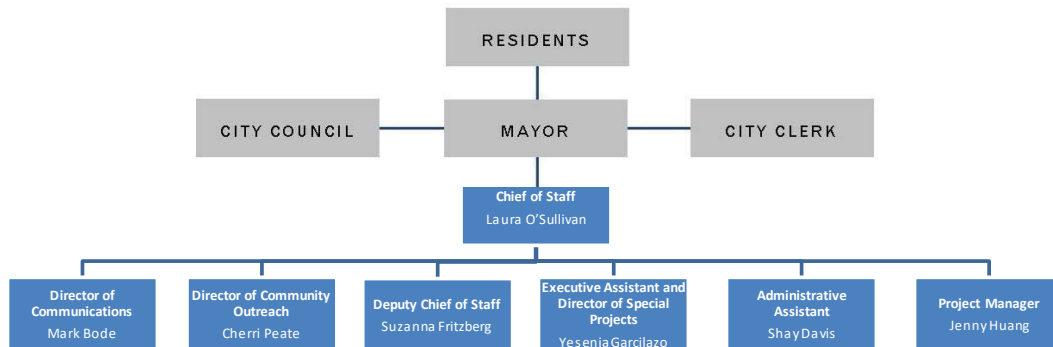 RESIDENTS
CITY COUNCIL
MAYOR
CITY CLERK
Chief of Staff
Laura O'Sullivan
Director of
Communications
Mark Bode
Director of Community
Outreach
Cherri Peate
Deputy Chief of Staff
Suzanna Fritzberg
Executive Assistant and
Director of Special
Projects
Yesenia Garcilazo
Administrative
Assistant
Shay Davis
Project Manager
Jenny Huang